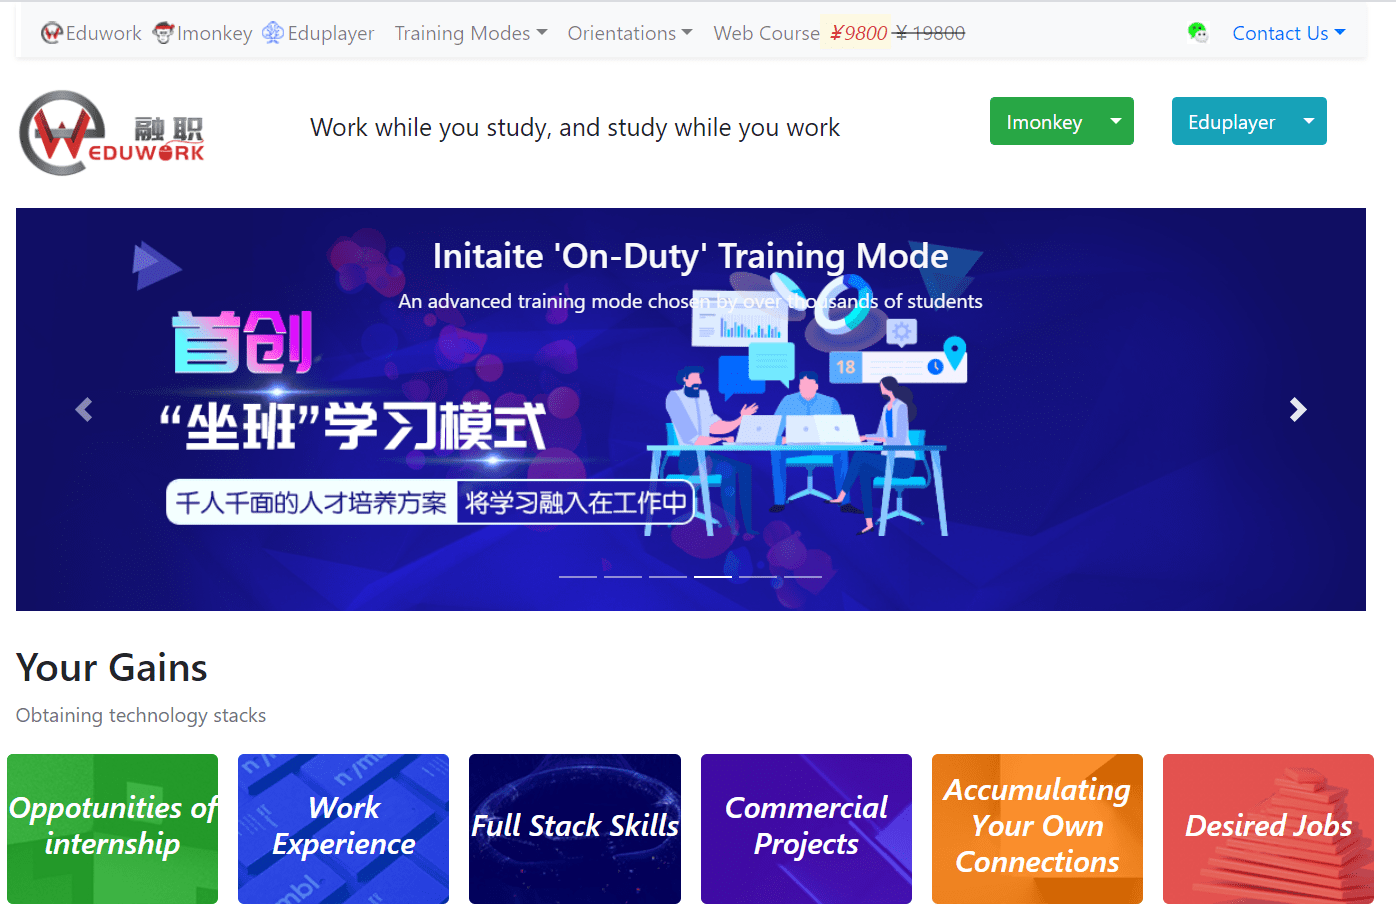 Eduwork Imonkey Eduplayer Training Modes Orientations Web Course ¥9800 ¥ 19800 Contact Us
融 职
EDUWORK
Work while you study, and study while you work
Imonkey
Eduplayer
Initaite 'On-Duty' Training Mode
An advanced training mode chosen by over thousands of students
首创
“坐班”学习模式
18
千人千面的人才培养方案 将学习融入在工作中
Your Gains
Obtaining technology stacks
Oppotunities of
internship
Work
Experience
Full Stack Skills
Commercial
Projects
Accumulating
Your Own
Connections
Desired Jobs